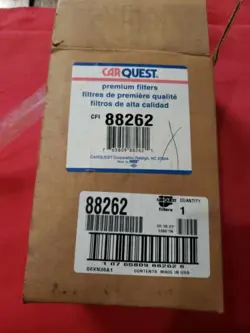 CARQUEST
premium filters
filtres de première qualité
filtros de alta calidad
CFI 88262
CARQUEST Corporation, Raleigh, NC
88262
QUANTITY
filters 1
CONTENTS MADE IN USA